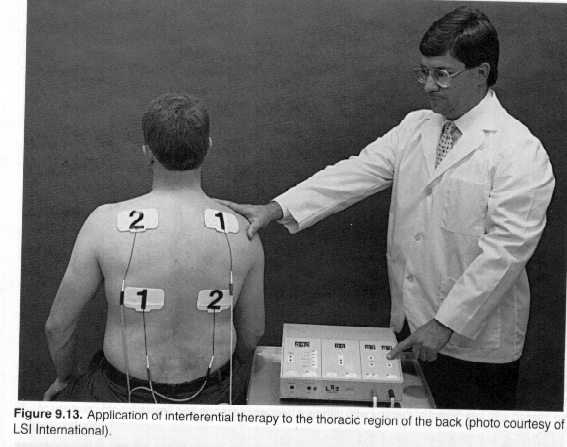 2 1
1 2
LSI
Figure 9.13. Application of interferential therapy to the thoracic region of the back (photo courtesy of
LSI International).